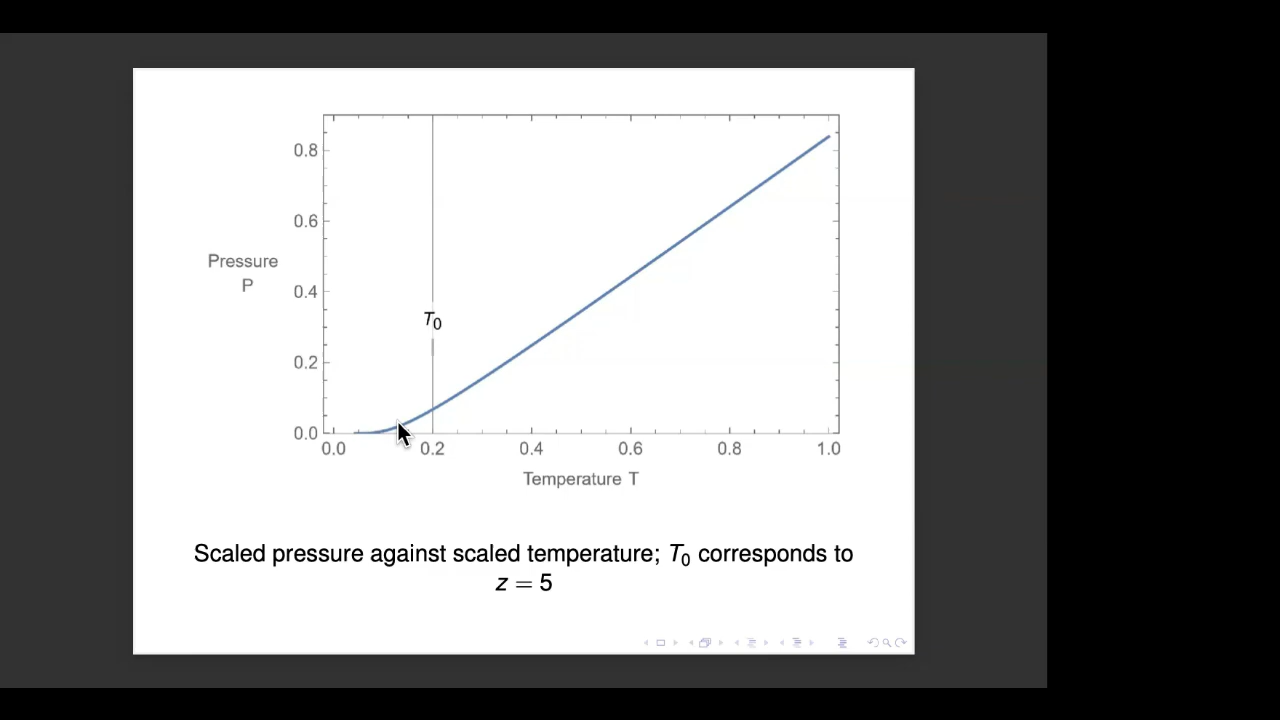 0.8
0.6
Pressure
P
0.4
T₀
0.2
0.0
0.0 0.2 0.4 0.6 0.8 1.0
Temperature T
Scaled pressure against scaled temperature; T₀ corresponds to
z = 5